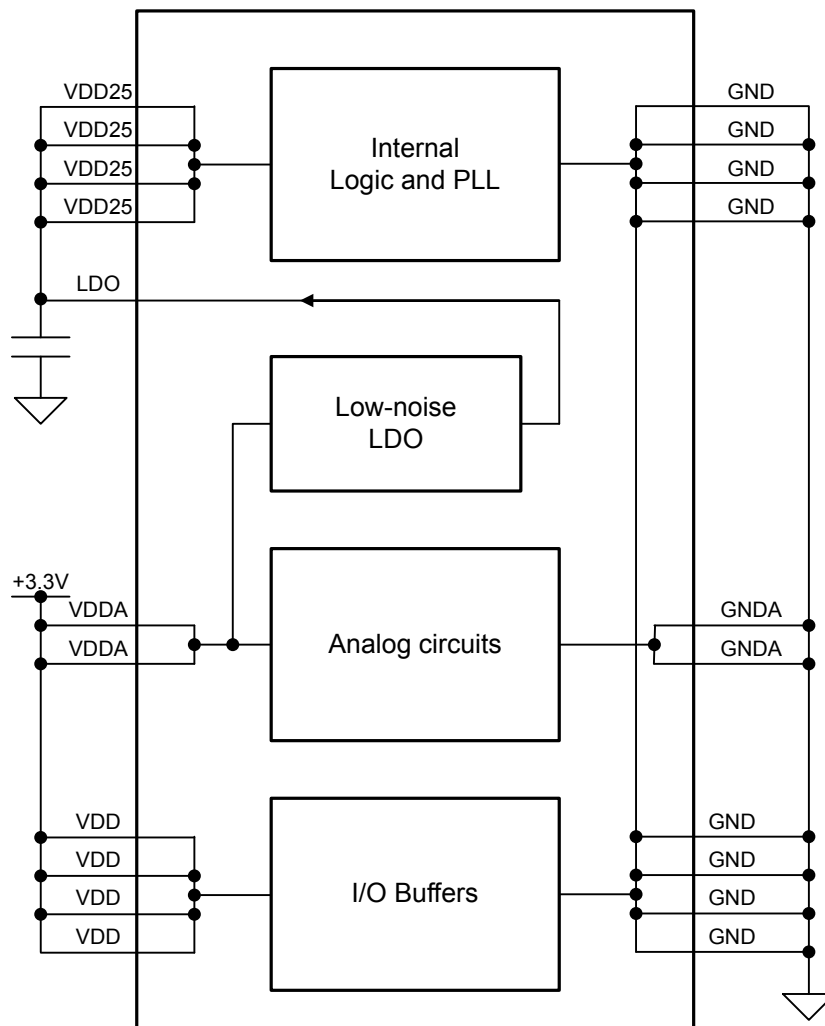 VDD25
VDD25
VDD25
VDD25
Internal
Logic and PLL
GND
GND
GND
GND
LDO
Low-noise
LDO
+3.3V
VDDA
VDDA
Analog circuits
GNDA
GNDA
VDD
VDD
VDD
VDD
I/O Buffers
GND
GND
GND
GND